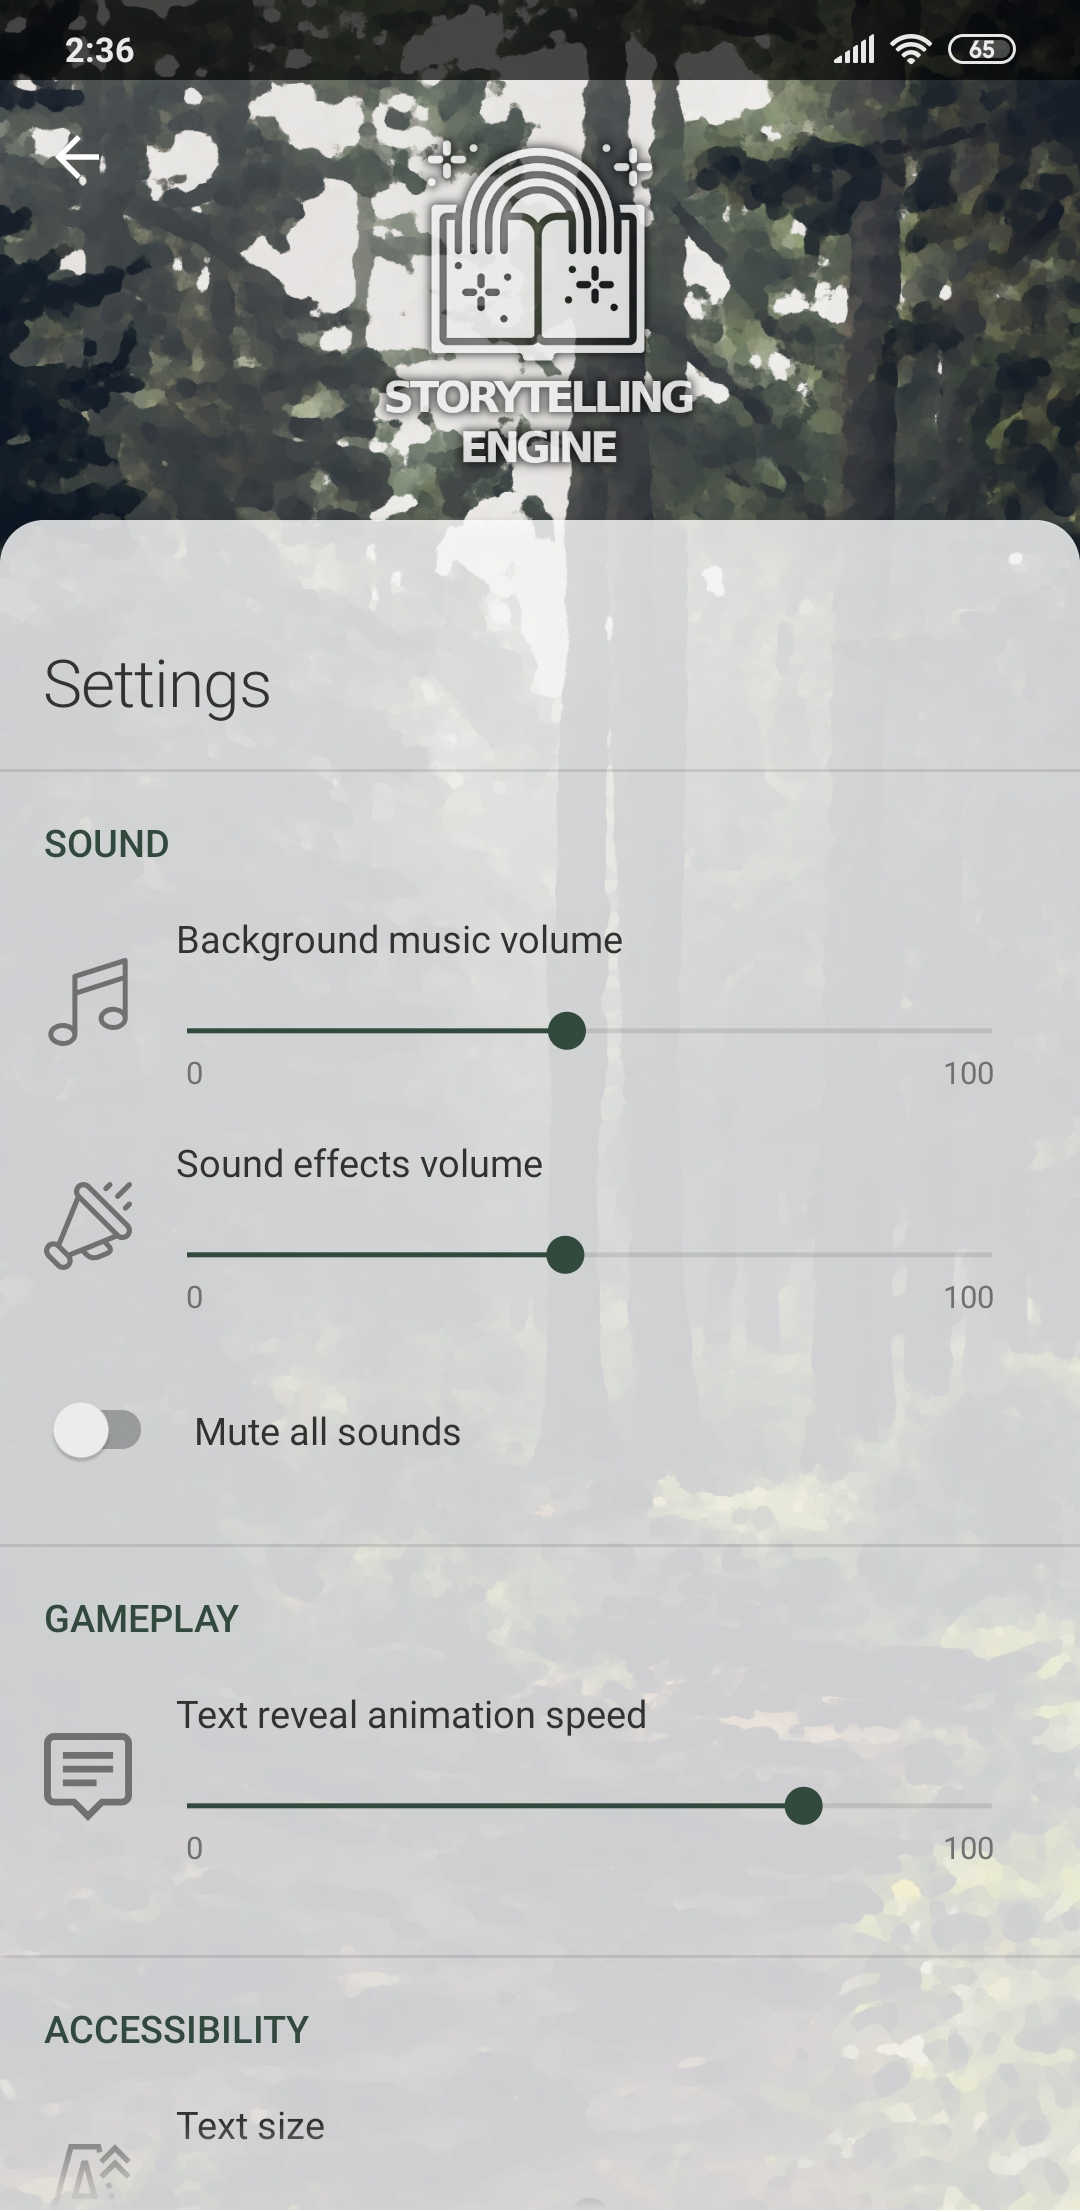 2:36
65
STORYTELLING
ENGINE
Settings
SOUND
Background music volume
0 100
Sound effects volume
0 100
Mute all sounds
GAMEPLAY
Text reveal animation speed
0 100
ACCESSIBILITY
Text size